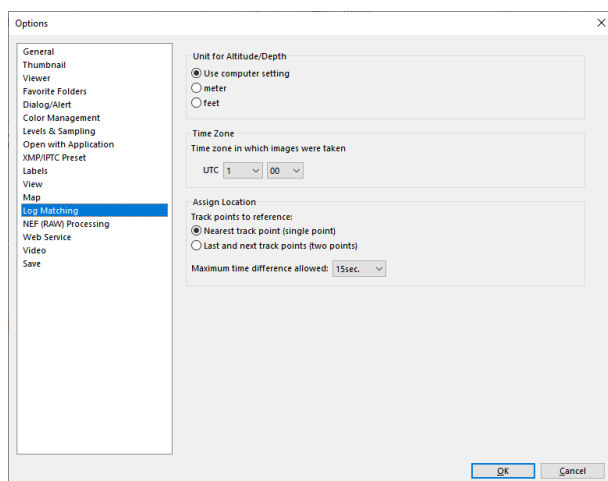 Options
General
Thumbnail
Viewer
Favorite Folders
Dialog/Alert
Color Management
Levels & Sampling
Open with Application
XMP/IPTC Preset
Labels
View
Map
Log Matching
NEF (RAW) Processing
Web Service
Video
Save
Unit for Altitude/Depth
Use computer setting
meter
feet
Time Zone
Time zone in which images were taken
UTC 1 00
Assign Location
Track points to reference:
Nearest track point (single point)
Last and next track points (two points)
Maximum time difference allowed: 15sec.
OK Cancel